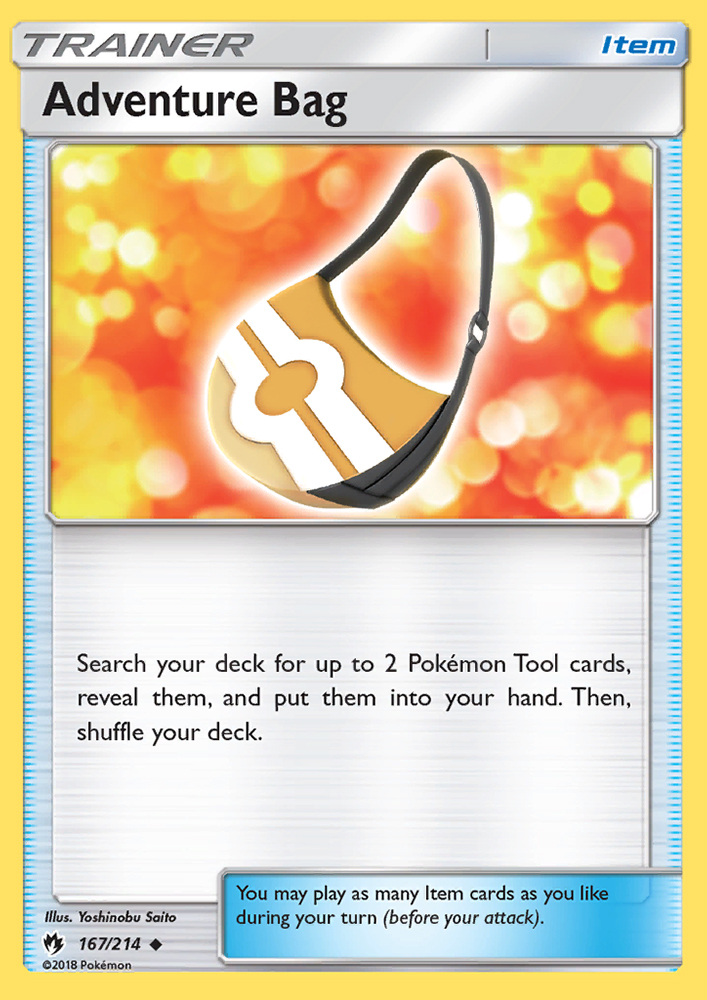 TRAINER
Item
Adventure Bag
Search your deck for up to 2 Pokémon Tool cards,
reveal them, and put them into your hand. Then,
shuffle your deck.
You may play as many Item cards as you like
during your turn (before your attack).
Illus. Yoshinobu Saito
167/214
©2018 Pokémon